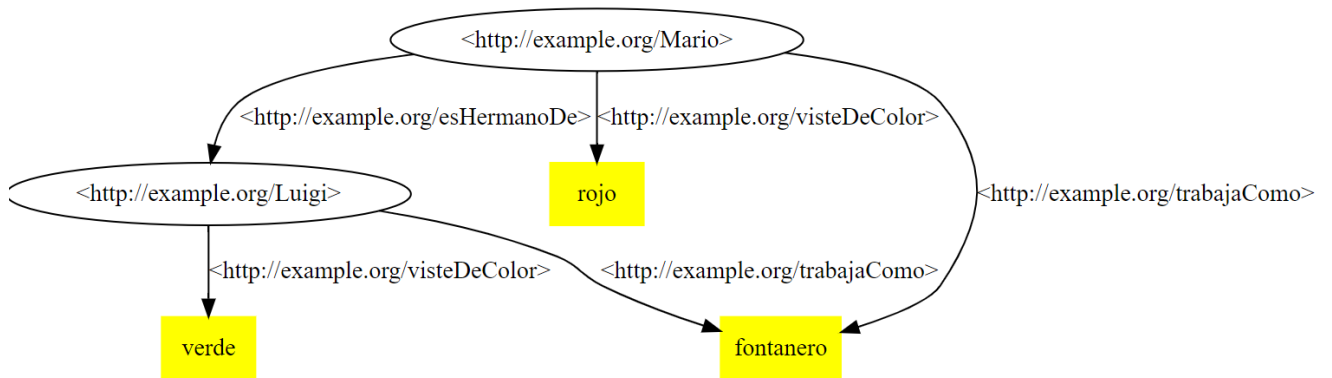 <http://example.org/Mario>
<http://example.org/esHermanoDe>
<http://example.org/visteDeColor>
<http://example.org/Luigi>
rojo
<http://example.org/trabajaComo>
<http://example.org/visteDeColor>
<http://example.org/trabajaComo>
verde
fontanero